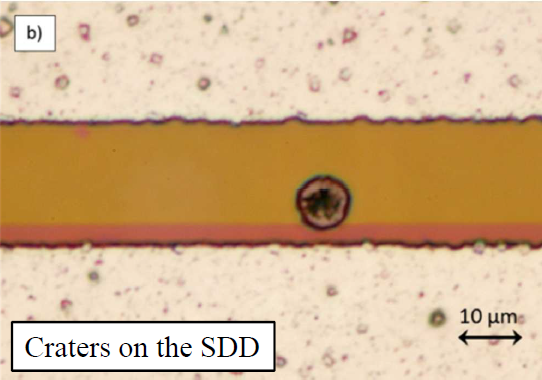 b)
10 μm
Craters on the SDD